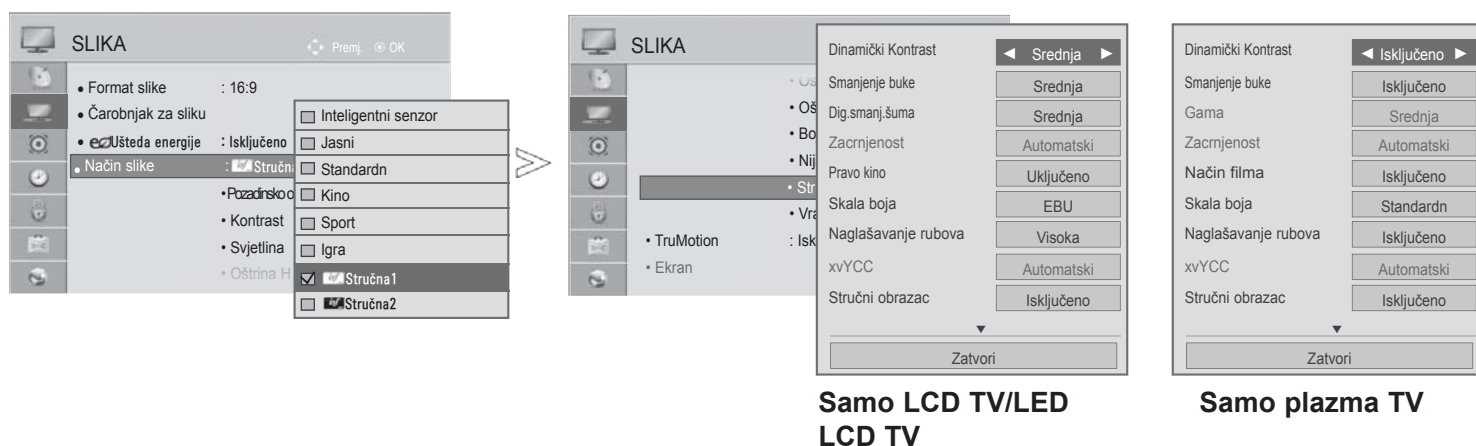 SLIKA
Premj. OK
• Format slike : 16:9
• Čarobnjak za sliku
• Ušteda energije : Isključeno
• Način slike : Stručn
• Pozadinsko o
• Kontrast
• Svjetlina
• Oštrina H
Inteligentni senzor
Jasni
Standardn
Kino
Sport
Igra
Stručna1
Stručna2
SLIKA
• Oš
• Oš
• Bo
• Nij
• Str
• Vra
• TruMotion : Isk
• Ekran
Dinamički Kontrast ◄ Srednja ►
Smanjenje buke Srednja
Dig.smanj.šuma Srednja
Zacrnjenost Automatski
Pravo kino Uključeno
Skala boja EBU
Naglašavanje rubova Visoka
xvYCC Automatski
Stručni obrazac Isključeno
▼
Zatvori
Samo LCD TV/LED
LCD TV
Dinamički Kontrast ◄ Isključeno ►
Smanjenje buke Isključeno
Gama Srednja
Zacrnjenost Automatski
Način filma Isključeno
Skala boja Standardn
Naglašavanje rubova Isključeno
xvYCC Automatski
Stručni obrazac Isključeno
▼
Zatvori
Samo plazma TV